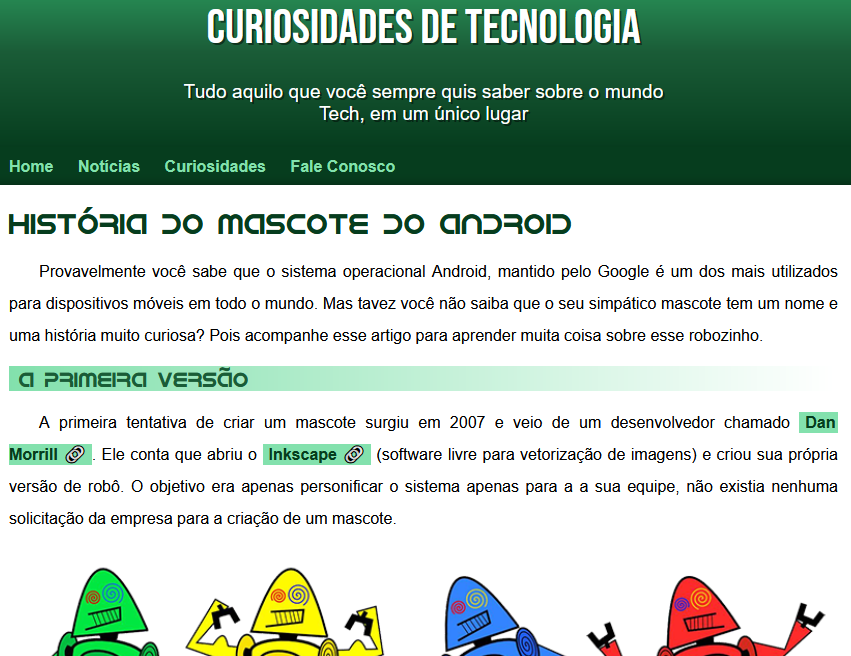 CURIOSIDADES DE TECNOLOGIA
Tudo aquilo que você sempre quis saber sobre o mundo
Tech, em um único lugar
Home Notícias Curiosidades Fale Conosco
HISTÓRIA DO MASCOTE DO ANDROID
Provavelmente você sabe que o sistema operacional Android, mantido pelo Google é um dos mais utilizados
para dispositivos móveis em todo o mundo. Mas tavez você não saiba que o seu simpático mascote tem um nome e
uma história muito curiosa? Pois acompanhe esse artigo para aprender muita coisa sobre esse robozinho.
A PRIMEIRA VERSÃO
A primeira tentativa de criar um mascote surgiu em 2007 e veio de um desenvolvedor chamado Dan
Morrill . Ele conta que abriu o Inkscape (software livre para vetorização de imagens) e criou sua própria
versão de robô. O objetivo era apenas personificar o sistema apenas para a a sua equipe, não existia nenhuma
solicitação da empresa para a criação de um mascote.